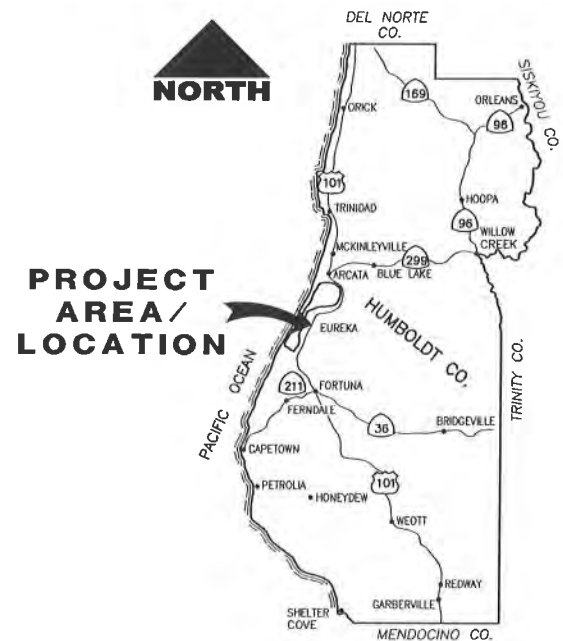 DEL NORTE
CO.
NORTH
SISKIYOU CO.
169
ORLEANS
96
ORICK
101
HOOPA
TRINIDAD
96
WILLOW
CREEK
MCKINLEYVILLE
299
ARCATA
BLUE LAKE
PROJECT
AREA/
LOCATION
EUREKA
HUMBOLDT CO.
PACIFIC OCEAN
TRINITY CO.
211
FORTUNA
FERNDALE
36
BRIDGEVILLE
CAPETOWN
101
PETROLIA
HONEYDEW
WEOTT
REDWAY
GARBERVILLE
SHELTER
COVE
MENDOCINO CO.